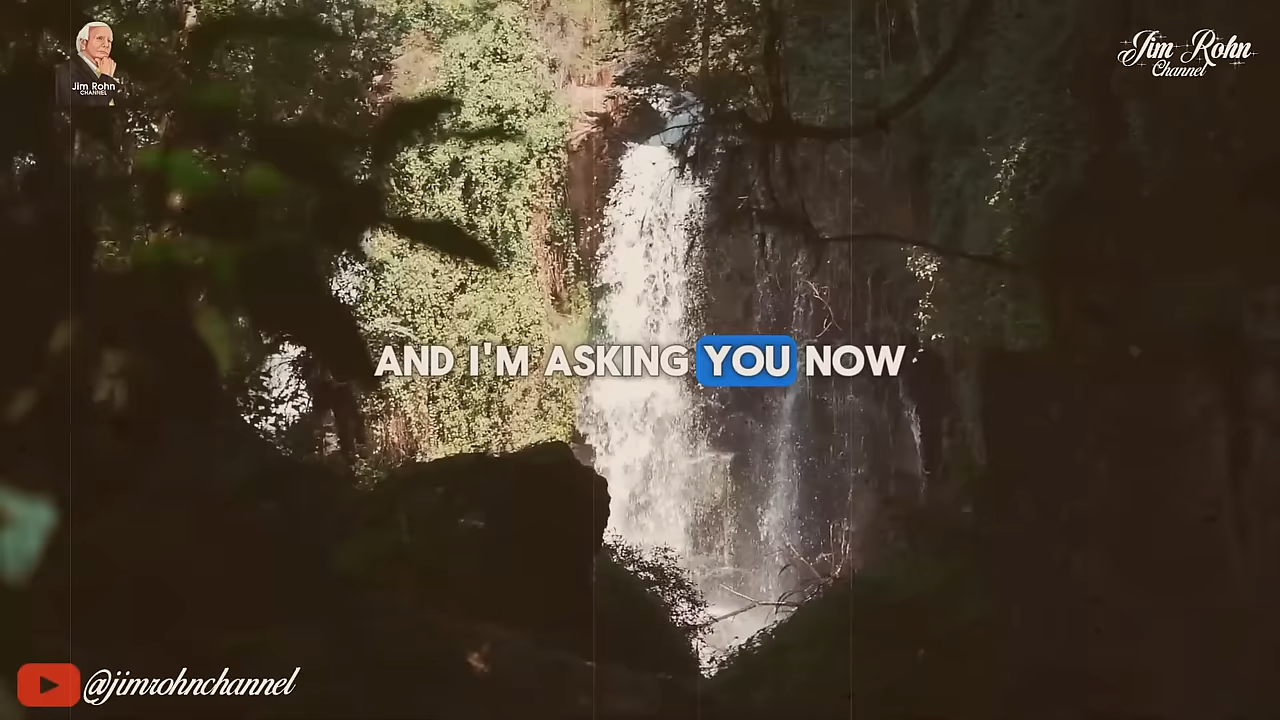 Jim Rohn
CHANNEL
Jim Rohn
Channel
AND I'M ASKING YOU NOW
@jimrohnchannel